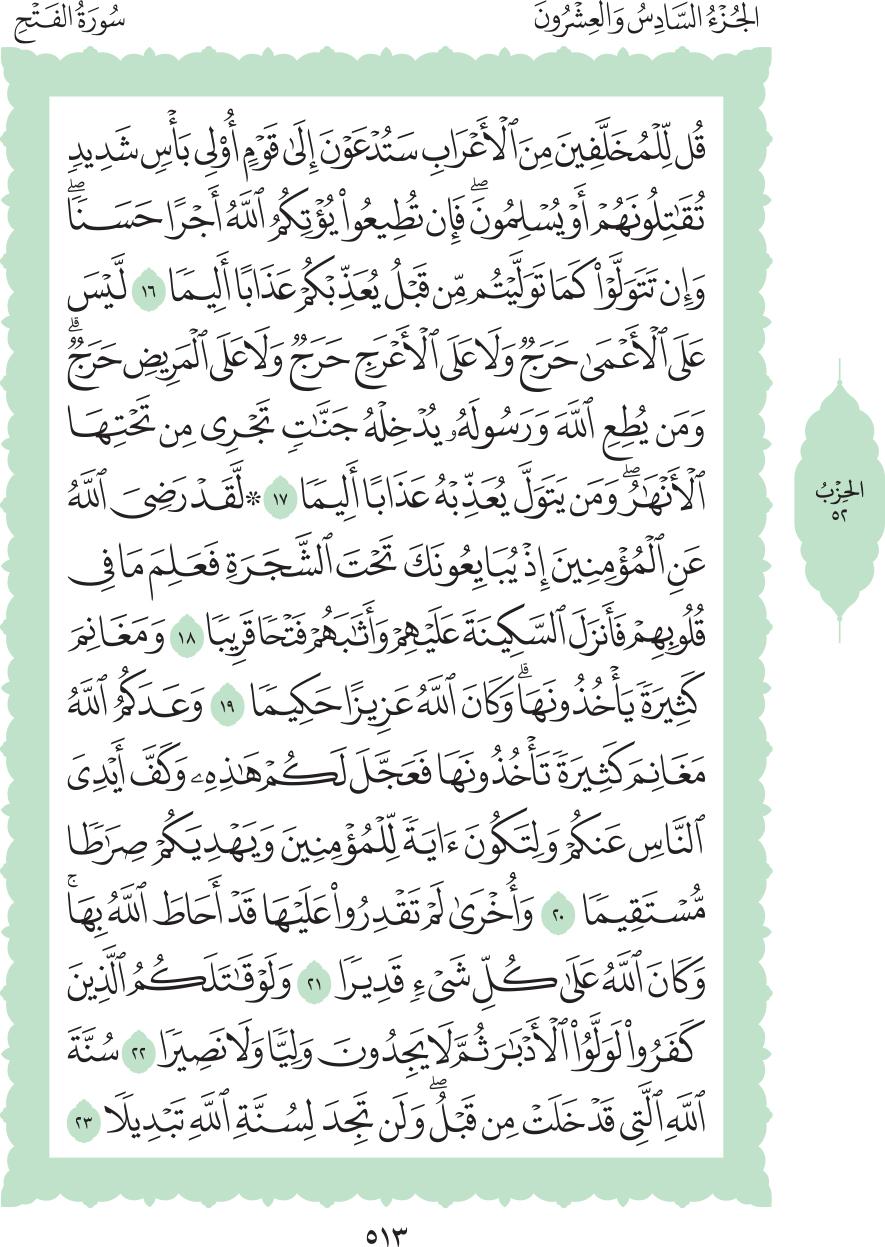 الجُزْءُ السَّادِسُ وَالْعِشْرُونَ
سُورَةُ الفَتْحِ
قُل لِّلْمُخَلَّفِينَ مِنَ ٱلْأَعْرَابِ سَتُدْعَوْنَ إِلَىٰ قَوْمٍ أُو۟لِى بَأْسٍ شَدِيدٍ
تُقَـٰتِلُونَهُمْ أَوْ يُسْلِمُونَ ۖ فَإِن تُطِيعُوا۟ يُؤْتِكُمُ ٱللَّهُ أَجْرًا حَسَنًا ۖ
وَإِن تَتَوَلَّوْا۟ كَمَا تَوَلَّيْتُم مِّن قَبْلُ يُعَذِّبْكُمْ عَذَابًا أَلِيمًا ١٦ لَّيْسَ
عَلَى ٱلْأَعْمَىٰ حَرَجٌ وَلَا عَلَى ٱلْأَعْرَجِ حَرَجٌ وَلَا عَلَى ٱلْمَرِيضِ حَرَجٌ ۗ
وَمَن يُطِعِ ٱللَّهَ وَرَسُولَهُۥ يُدْخِلْهُ جَنَّـٰتٍ تَجْرِى مِن تَحْتِهَا
ٱلْأَنْهَـٰرُ ۖ وَمَن يَتَوَلَّ يُعَذِّبْهُ عَذَابًا أَلِيمًا ١٧ * لَّقَدْ رَضِىَ ٱللَّهُ
عَنِ ٱلْمُؤْمِنِينَ إِذْ يُبَايِعُونَكَ تَحْتَ ٱلشَّجَرَةِ فَعَلِمَ مَا فِى
قُلُوبِهِمْ فَأَنزَلَ ٱلسَّكِينَةَ عَلَيْهِمْ وَأَثَـٰبَهُمْ فَتْحًا قَرِيبًا ١٨ وَمَغَانِمَ
كَثِيرَةً يَأْخُذُونَهَا ۗ وَكَانَ ٱللَّهُ عَزِيزًا حَكِيمًا ١٩ وَعَدَكُمُ ٱللَّهُ
مَغَانِمَ كَثِيرَةً تَأْخُذُونَهَا فَعَجَّلَ لَكُمْ هَـٰذِهِۦ وَكَفَّ أَيْدِىَ
ٱلنَّاسِ عَنكُمْ وَلِتَكُونَ ءَايَةً لِّلْمُؤْمِنِينَ وَيَهْدِيَكُمْ صِرَٰطًا
مُّسْتَقِيمًا ٢٠ وَأُخْرَىٰ لَمْ تَقْدِرُوا۟ عَلَيْهَا قَدْ أَحَاطَ ٱللَّهُ بِهَا ۚ
وَكَانَ ٱللَّهُ عَلَىٰ كُلِّ شَىْءٍ قَدِيرًا ٢١ وَلَوْ قَـٰتَلَكُمُ ٱلَّذِينَ
كَفَرُوا۟ لَوَلَّوُا۟ ٱلْأَدْبَـٰرَ ثُمَّ لَا يَجِدُونَ وَلِيًّا وَلَا نَصِيرًا ٢٢ سُنَّةَ
ٱللَّهِ ٱلَّتِى قَدْ خَلَتْ مِن قَبْلُ ۖ وَلَن تَجِدَ لِسُنَّةِ ٱللَّهِ تَبْدِيلًا ٢٣
الحِزْبُ
٥٢
٥١٣